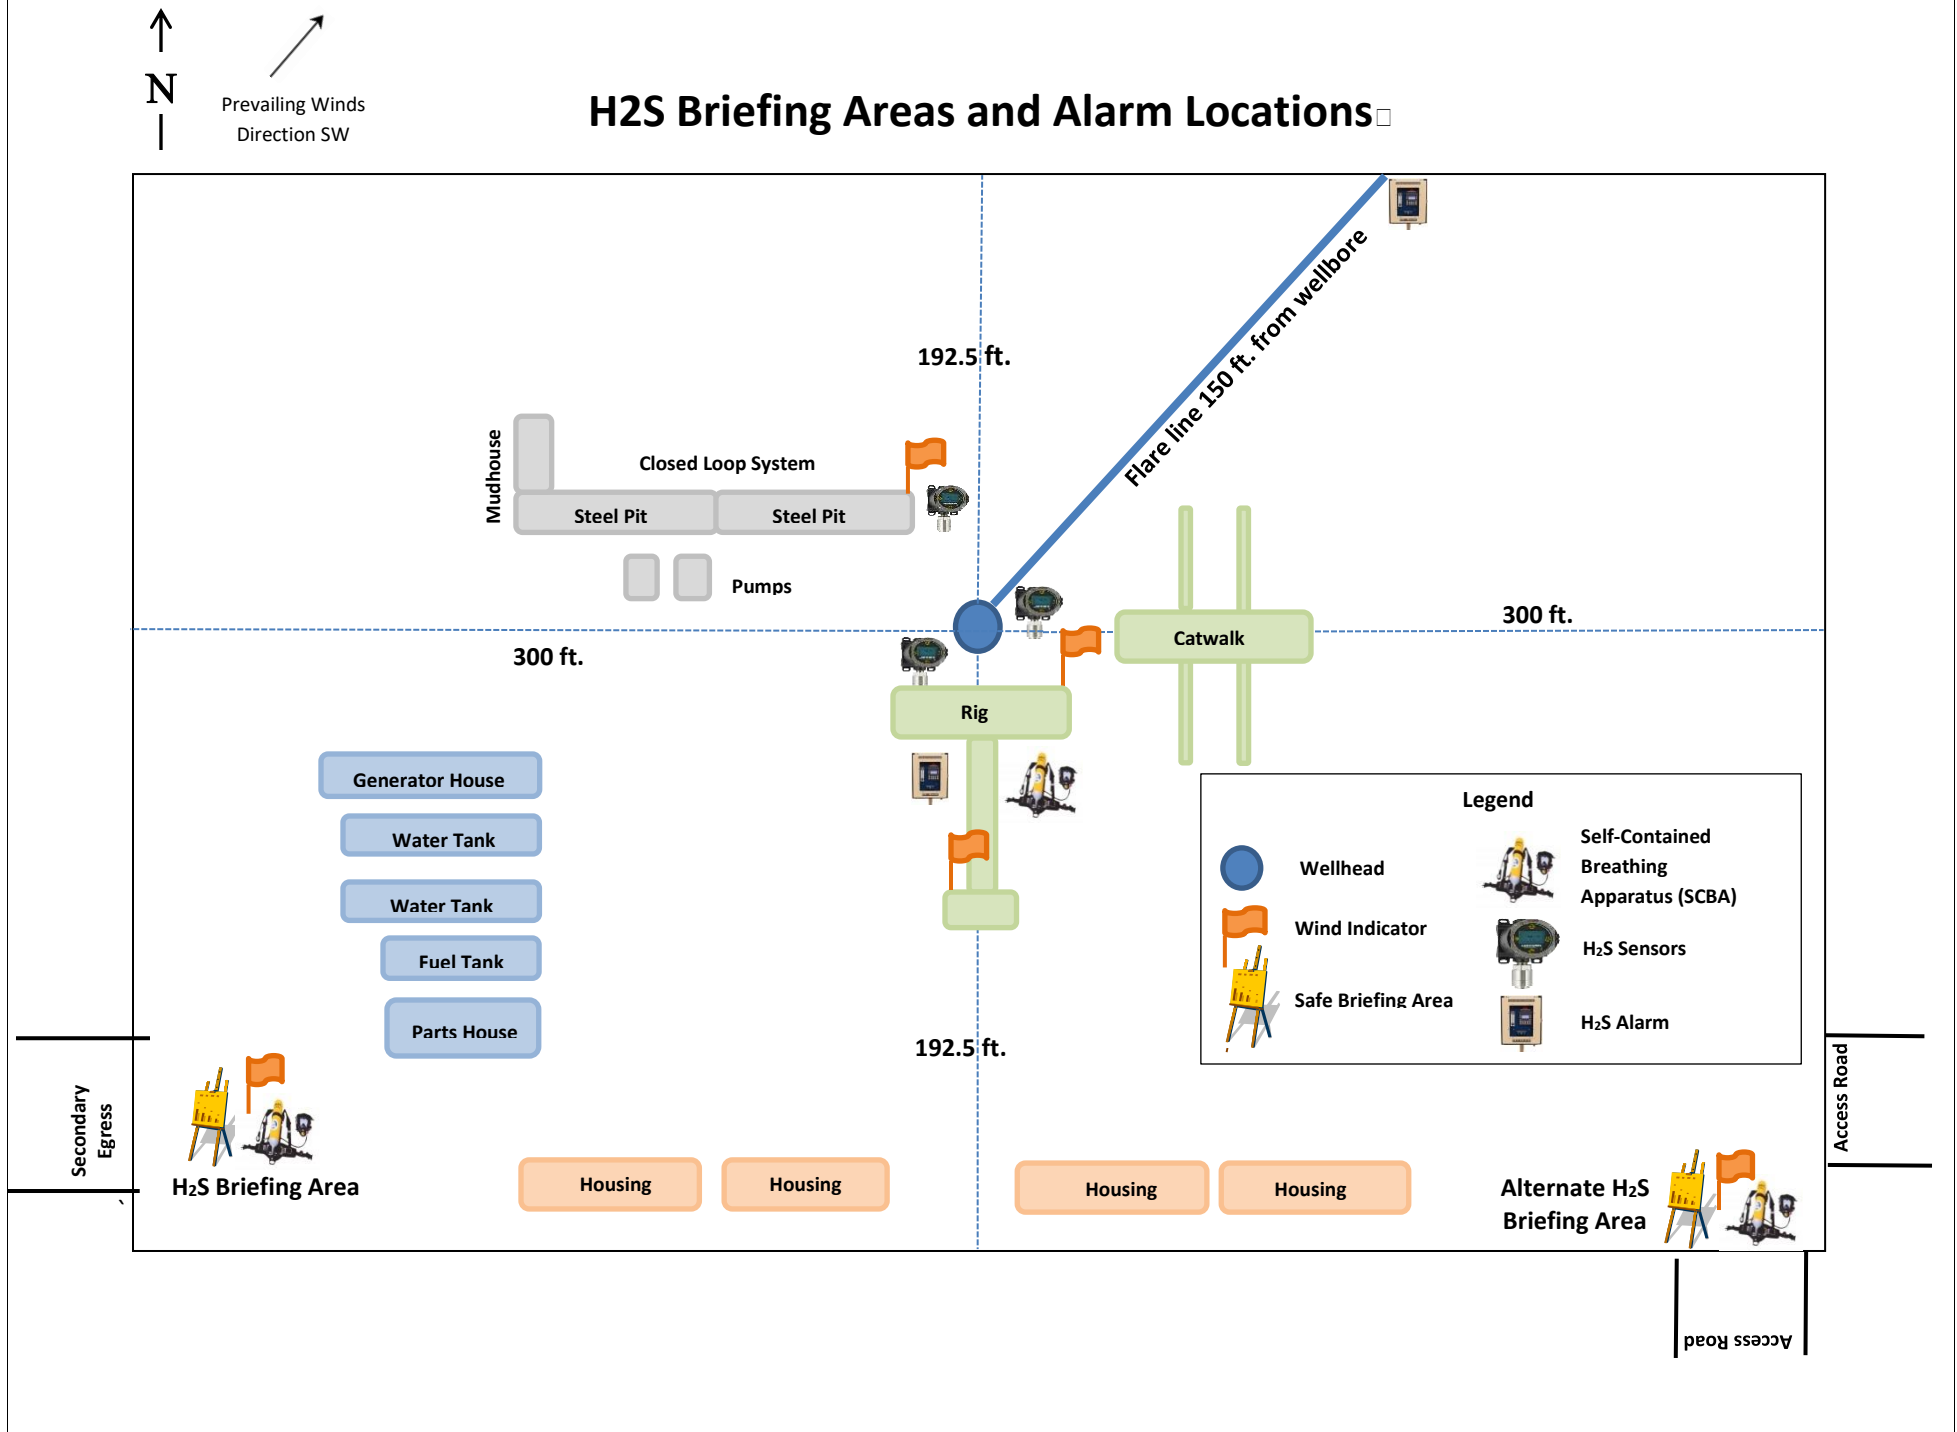 N
Prevailing Winds
Direction SW
H2S Briefing Areas and Alarm Locations□
192.5 ft.
Flare line 150 ft. from wellbore
Mudhouse
Closed Loop System
Steel Pit
Steel Pit
Pumps
300 ft.
300 ft.
Catwalk
Rig
Generator House
Water Tank
Water Tank
Fuel Tank
Parts House
192.5 ft.
Legend
Wellhead
Wind Indicator
Safe Briefing Area
Self-Contained
Breathing
Apparatus (SCBA)
H2S Sensors
H2S Alarm
Secondary
Egress
`
H2S Briefing Area
Housing
Housing
Housing
Housing
Alternate H2S
Briefing Area
Access Road
Access Road